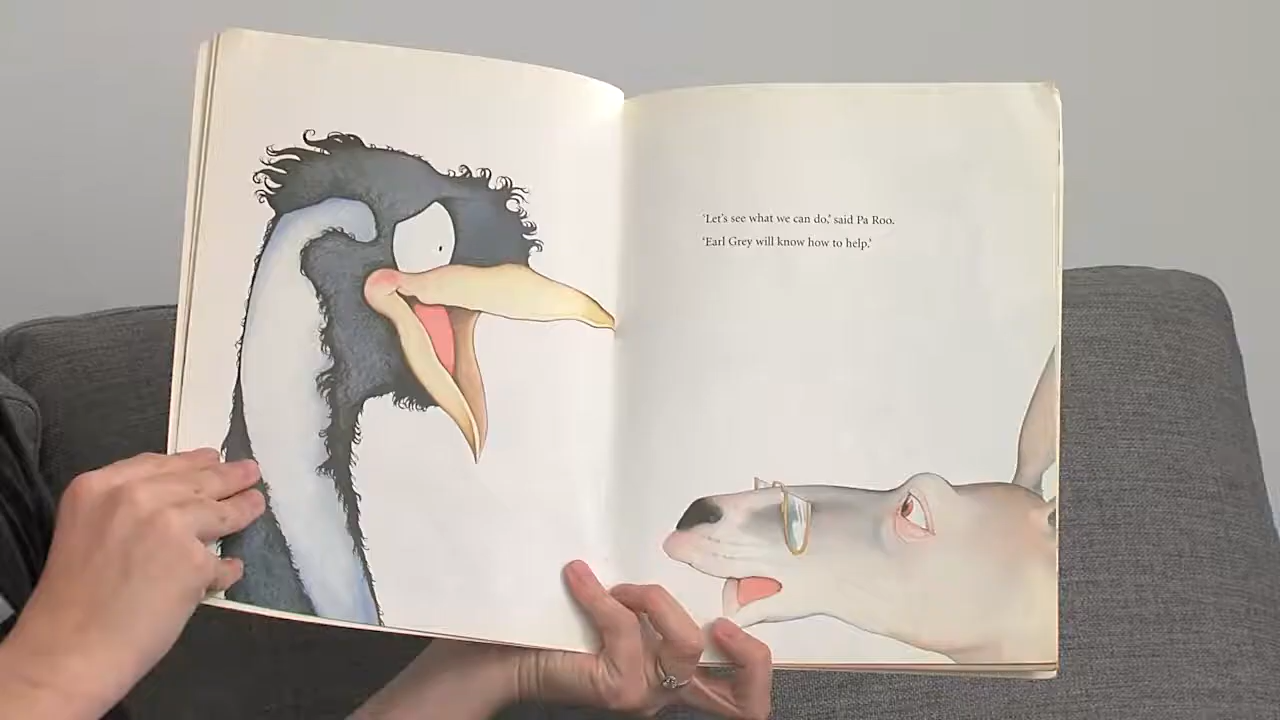 ‘Let’s see what we can do,’ said Pa Roo.
‘Earl Grey will know how to help.’